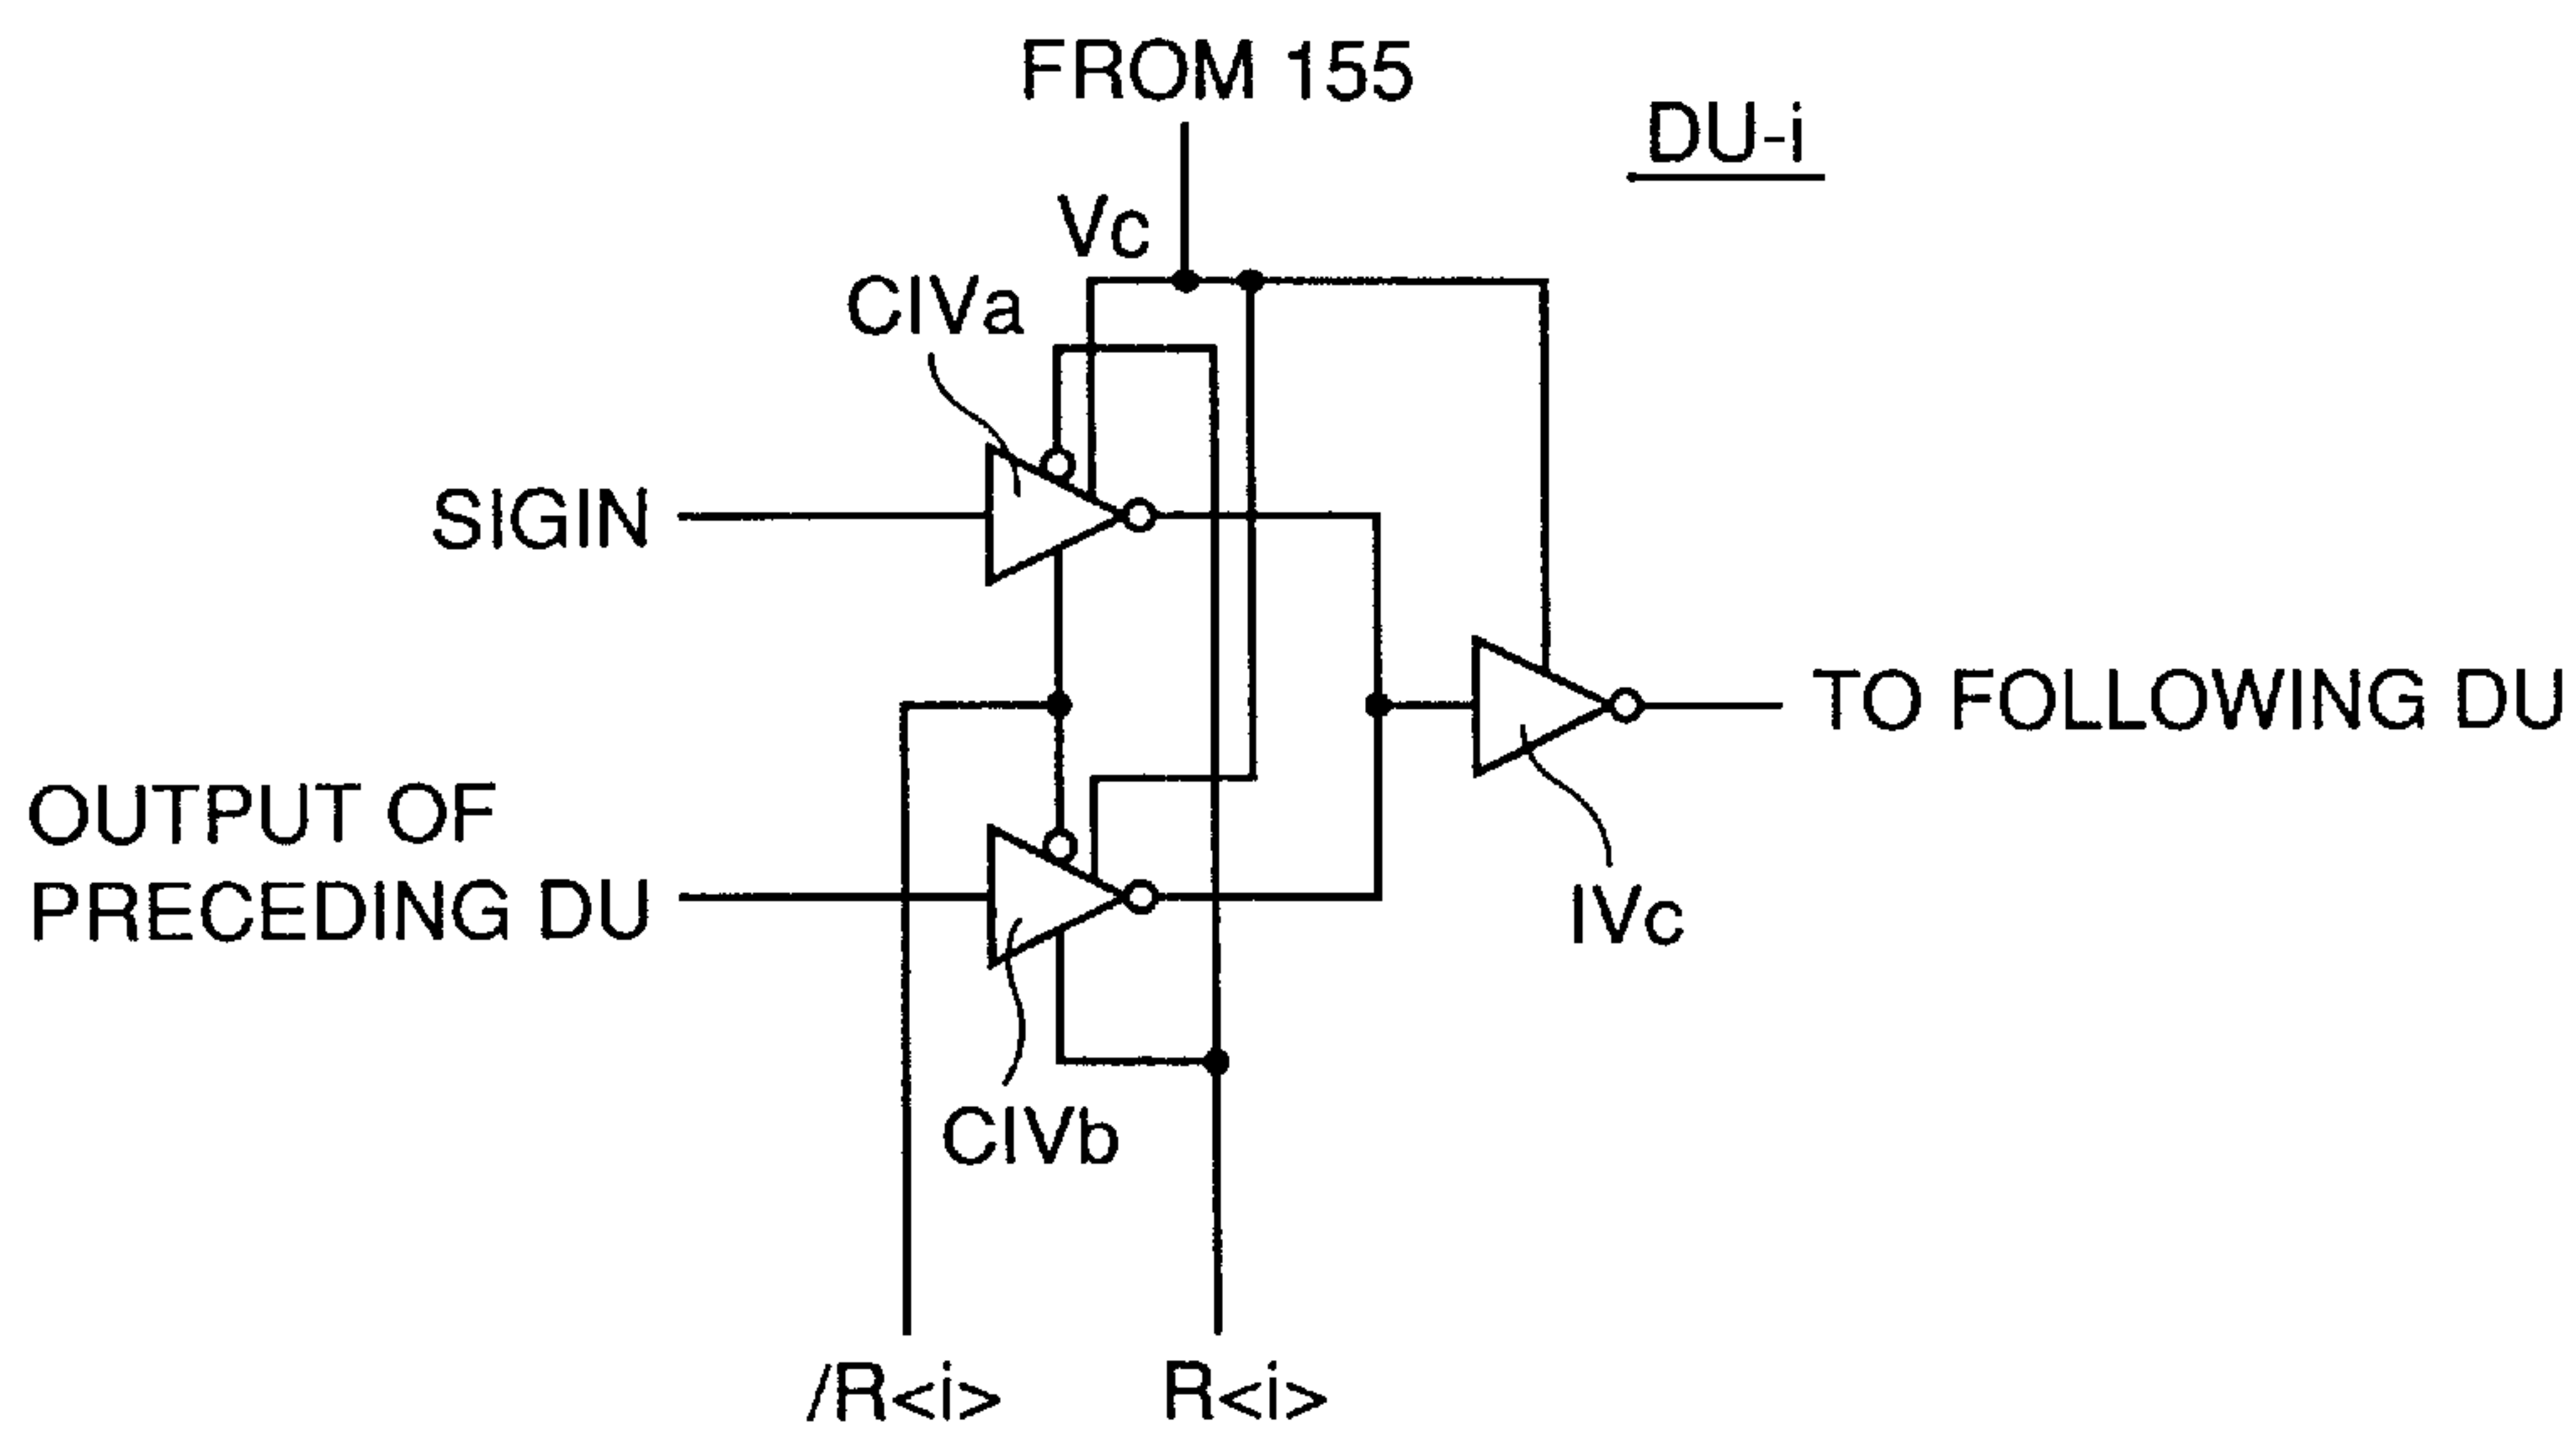 FROM 155
DU-i
Vc
CIVa
SIGIN
TO FOLLOWING DU
OUTPUT OF
PRECEDING DU
IVc
CIVb
/R<i>
R<i>